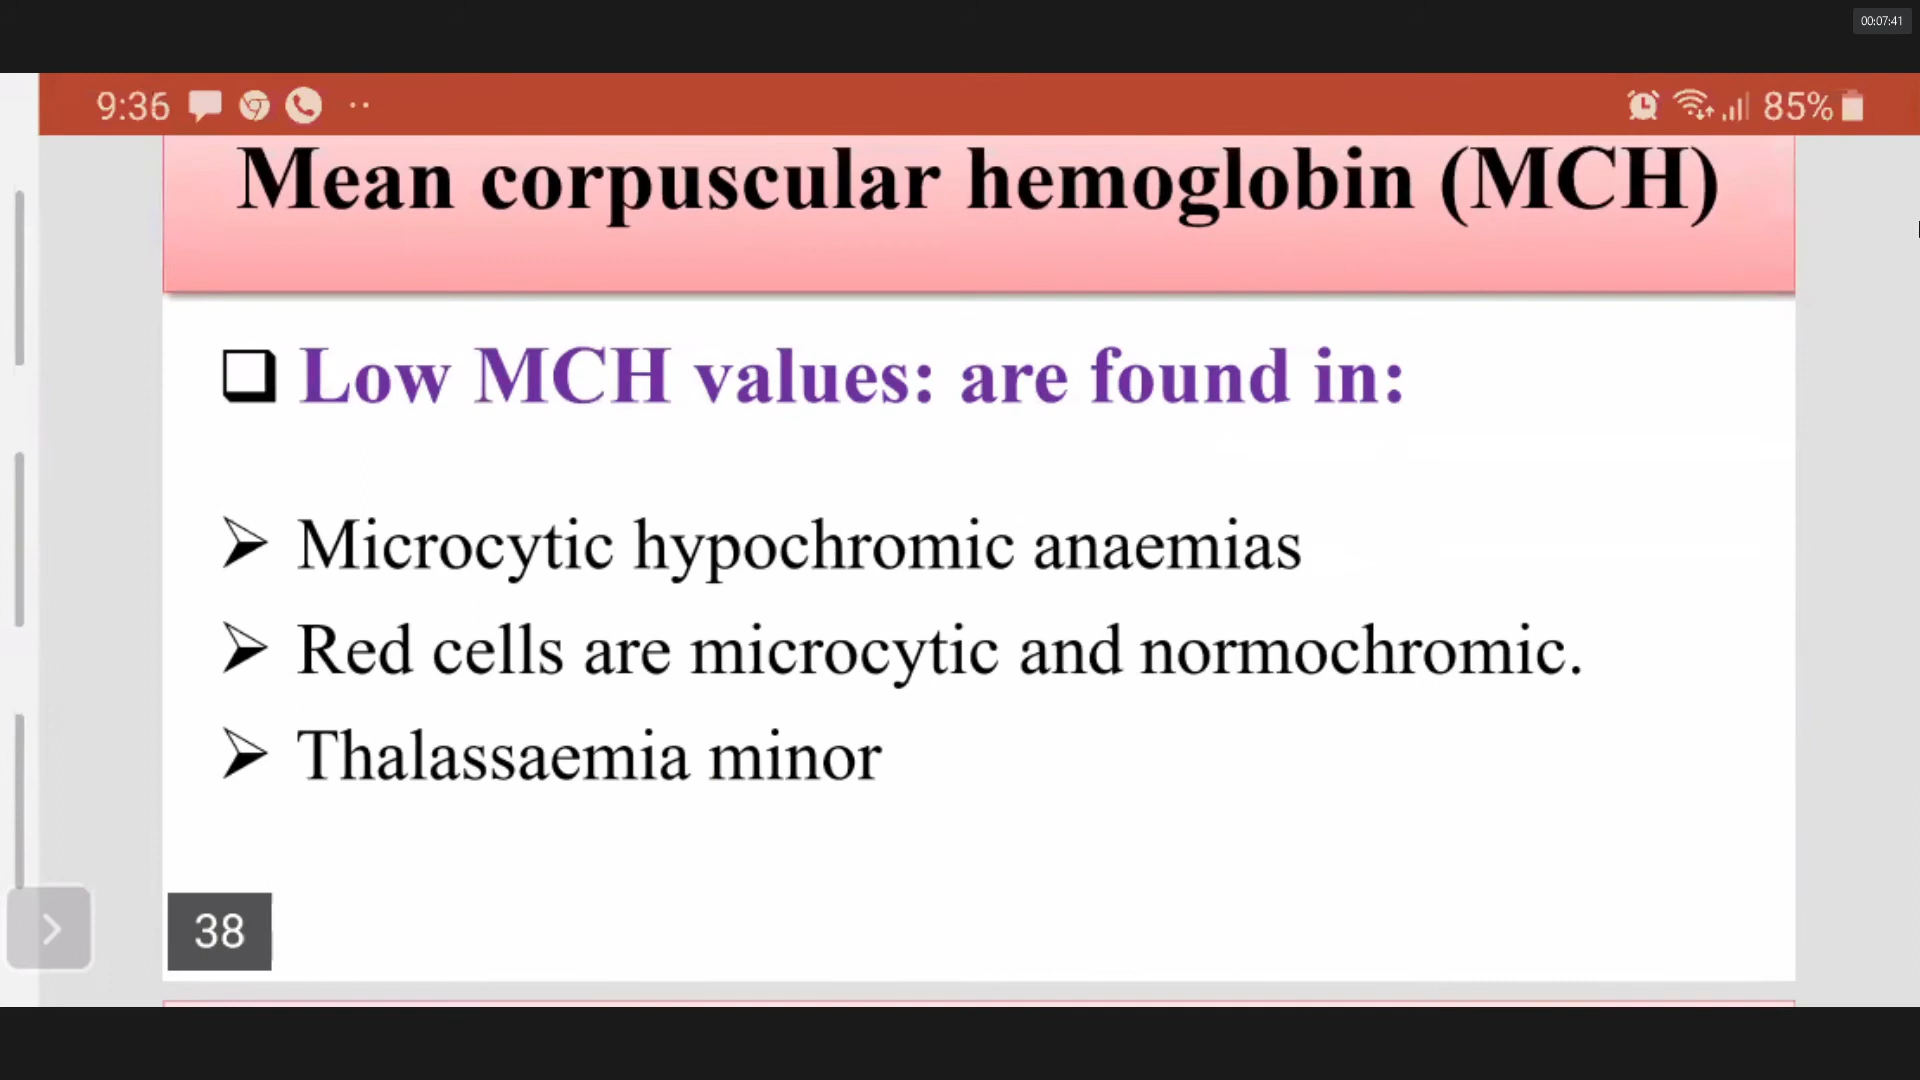 00:07:41
9:36
85%
Mean corpuscular hemoglobin (MCH)
Low MCH values: are found in:
Microcytic hypochromic anaemias
Red cells are microcytic and normochromic.
Thalassaemia minor
38